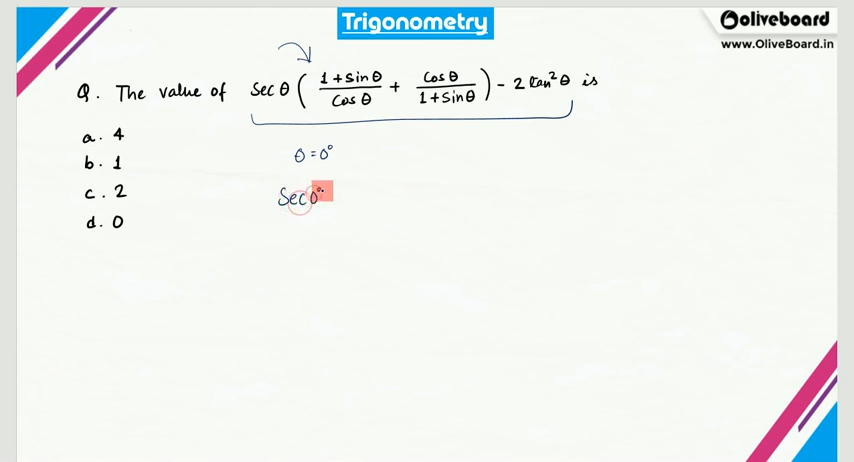 Trigonometry
oliveboard
www.OliveBoard.in
Q. The value of Sec θ ( (1 + sin θ)/(cos θ) + (cos θ)/(1 + sin θ) ) - 2 tan² θ is
a. 4
b. 1
c. 2
d. 0
θ = 0°
Sec 0°